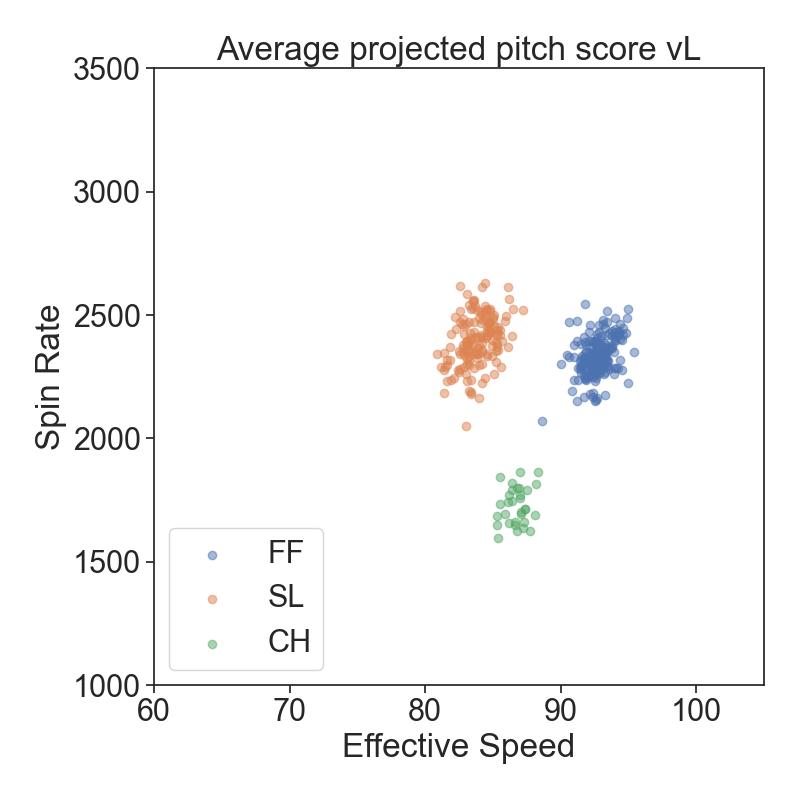 Average projected pitch score vL
3500
3000
2500
2000
1500
1000
Spin Rate
FF
SL
CH
60 70 80 90 100
Effective Speed